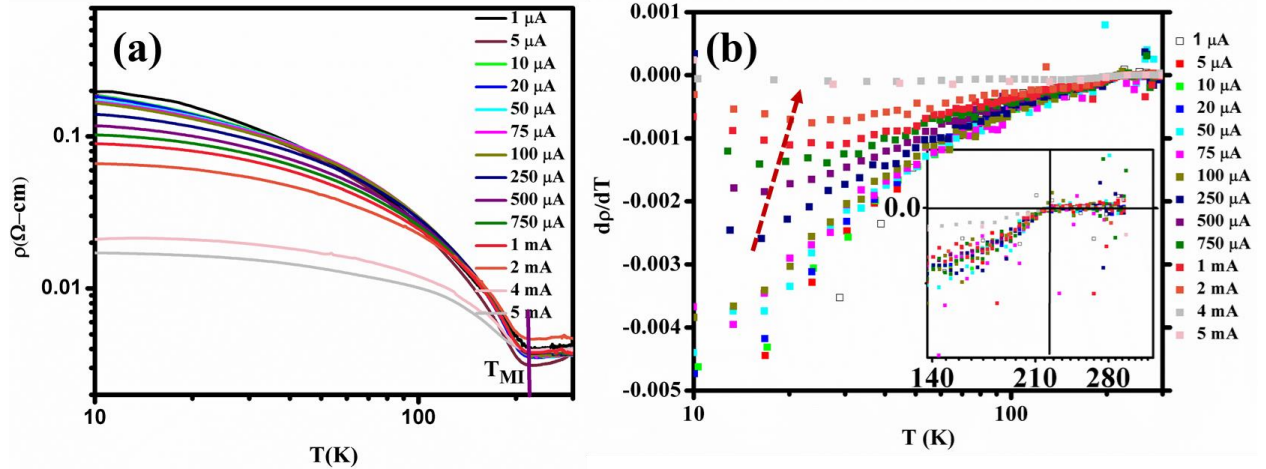 (a)
1 μA
5 μA
10 μA
20 μA
50 μA
75 μA
100 μA
250 μA
500 μA
750 μA
1 mA
2 mA
4 mA
5 mA
0.1
0.01
ρ(Ω–cm)
T_MI
10
100
T(K)
(b)
0.001
0.000
-0.001
-0.002
-0.003
-0.004
-0.005
dρ/dT
0.0
140
210
280
10
100
T (K)
1 μA
5 μA
10 μA
20 μA
50 μA
75 μA
100 μA
250 μA
500 μA
750 μA
1 mA
2 mA
4 mA
5 mA